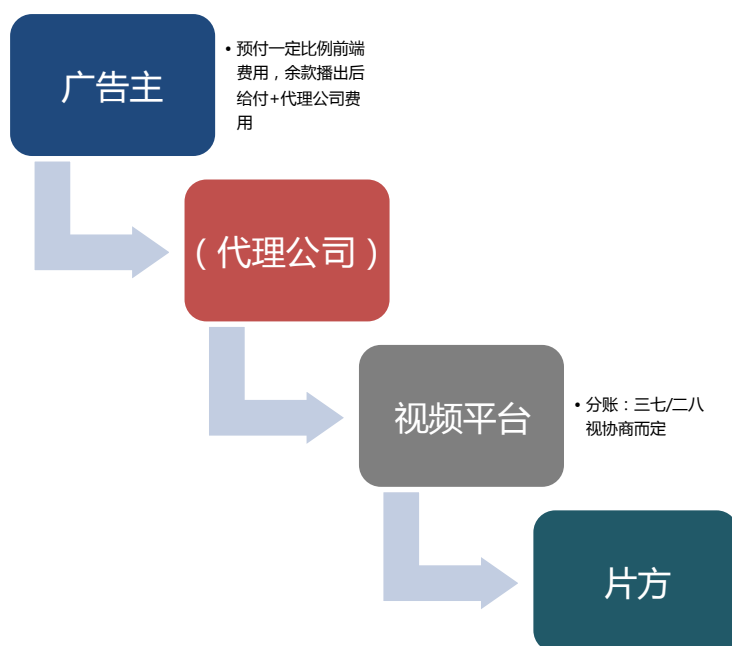 广告主
• 预付一定比例前端
费用，余款播出后
给付+代理公司费
用
（代理公司）
视频平台
• 分账：三七/二八
视协商而定
片方